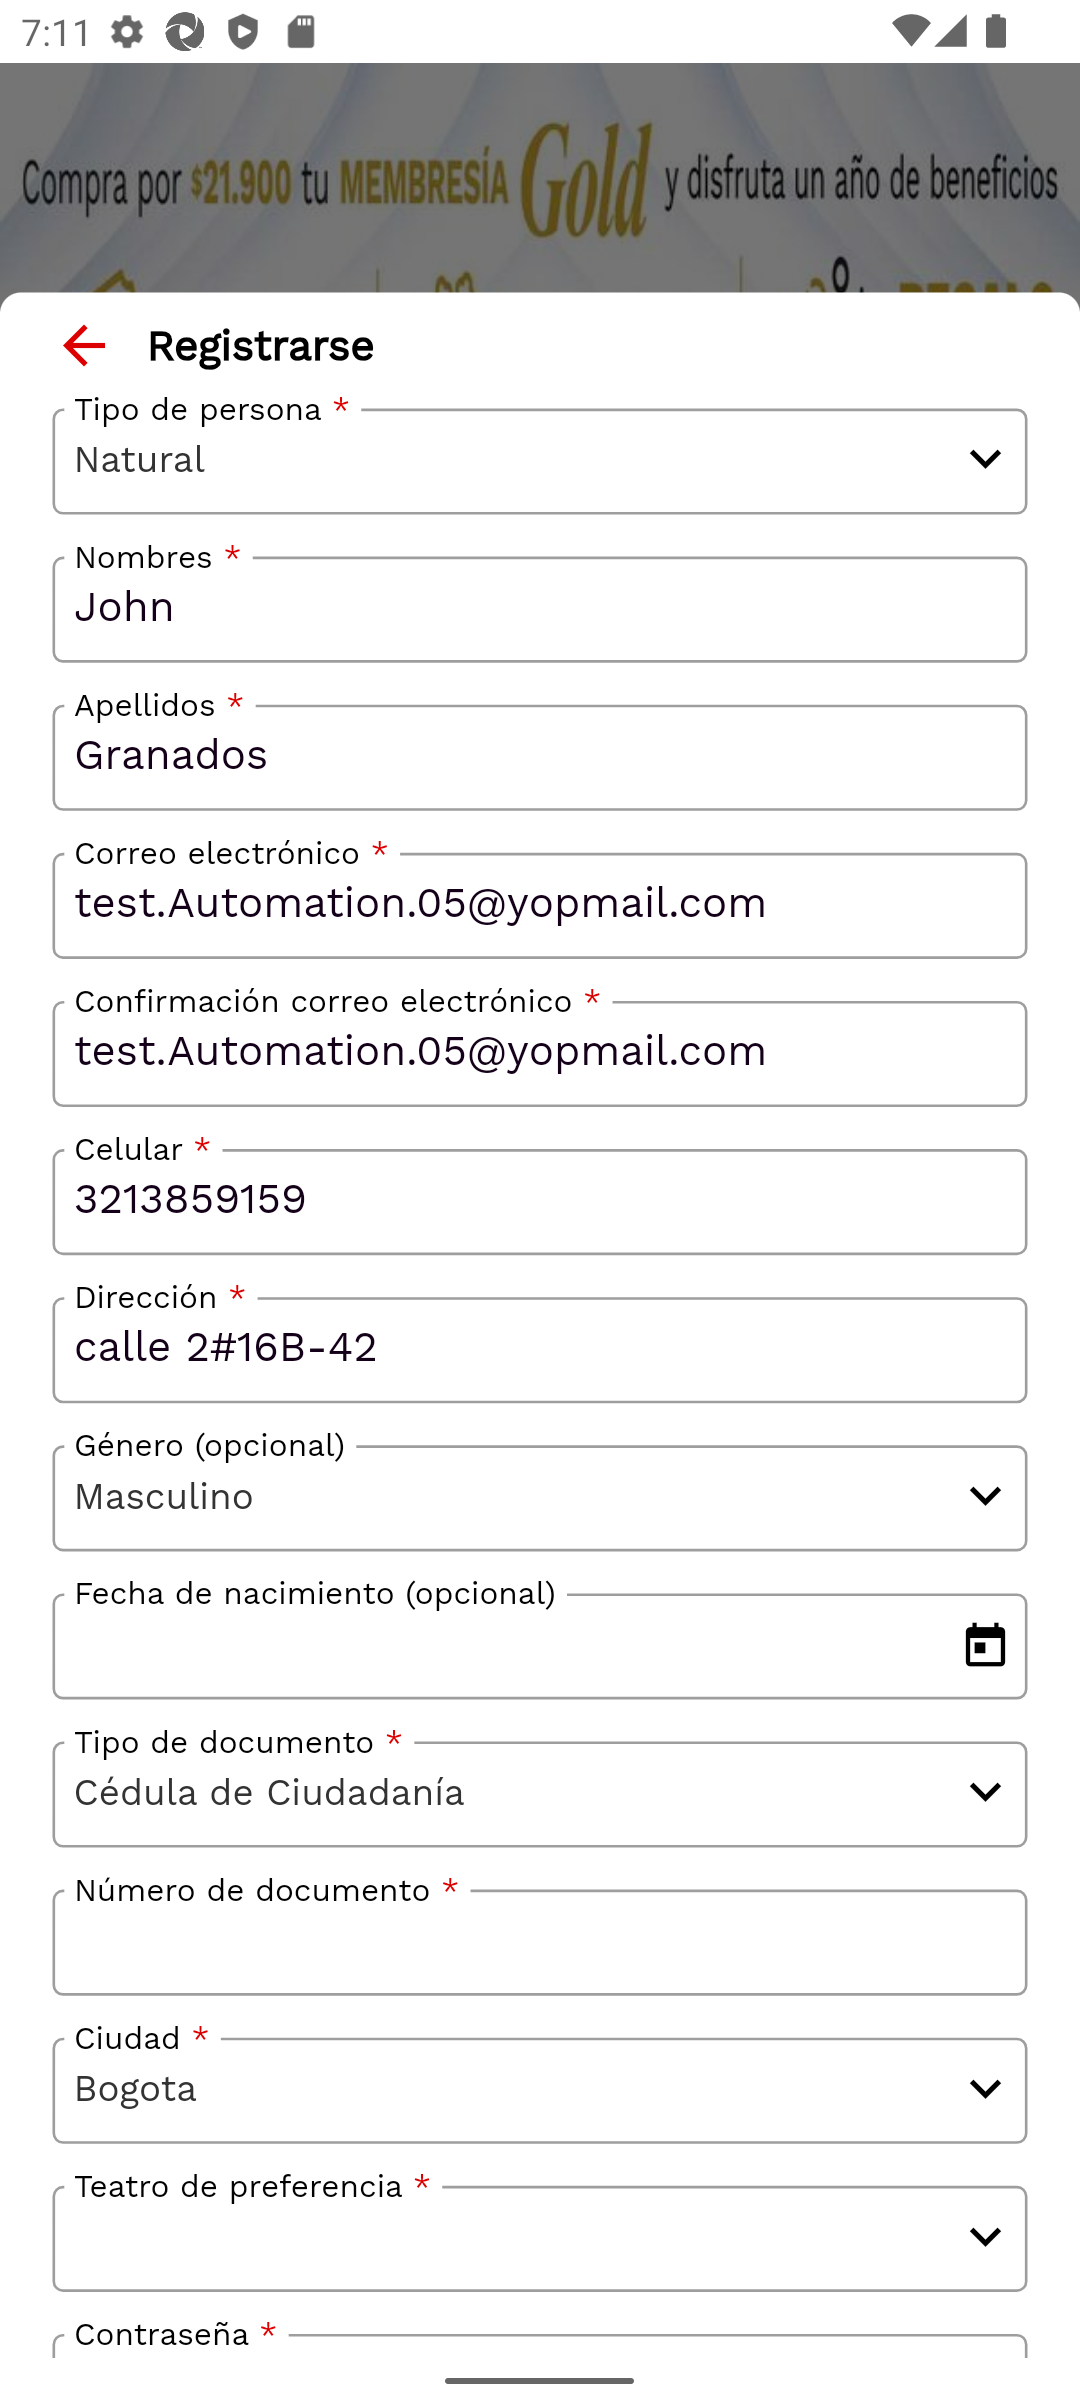 7:11
Compra por $21.900 tu MEMBRESÍA Gold y disfruta un año de beneficios
Registrarse
Tipo de persona *
Natural
Nombres *
John
Apellidos *
Granados
Correo electrónico *
test.Automation.05@yopmail.com
Confirmación correo electrónico *
test.Automation.05@yopmail.com
Celular *
3213859159
Dirección *
calle 2#16B-42
Género (opcional)
Masculino
Fecha de nacimiento (opcional)
Tipo de documento *
Cédula de Ciudadanía
Número de documento *
Ciudad *
Bogota
Teatro de preferencia *
Contraseña *